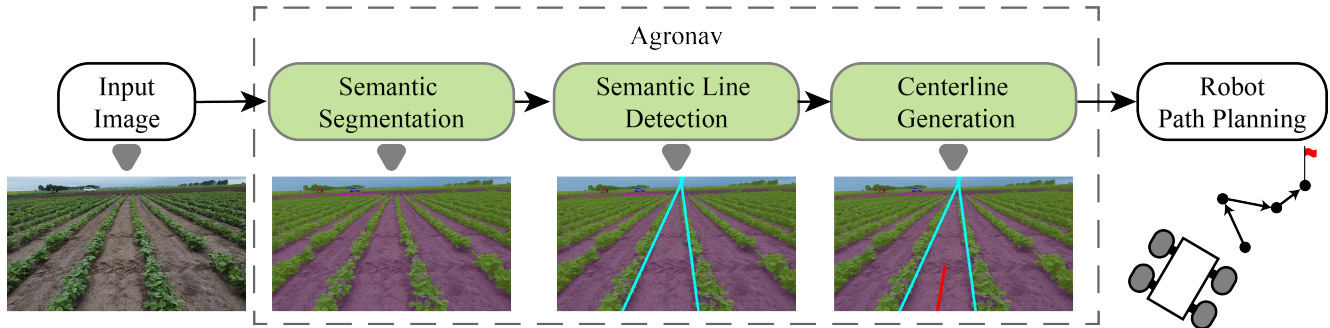 Agronav
Input
Image
Semantic
Segmentation
Semantic Line
Detection
Centerline
Generation
Robot
Path Planning